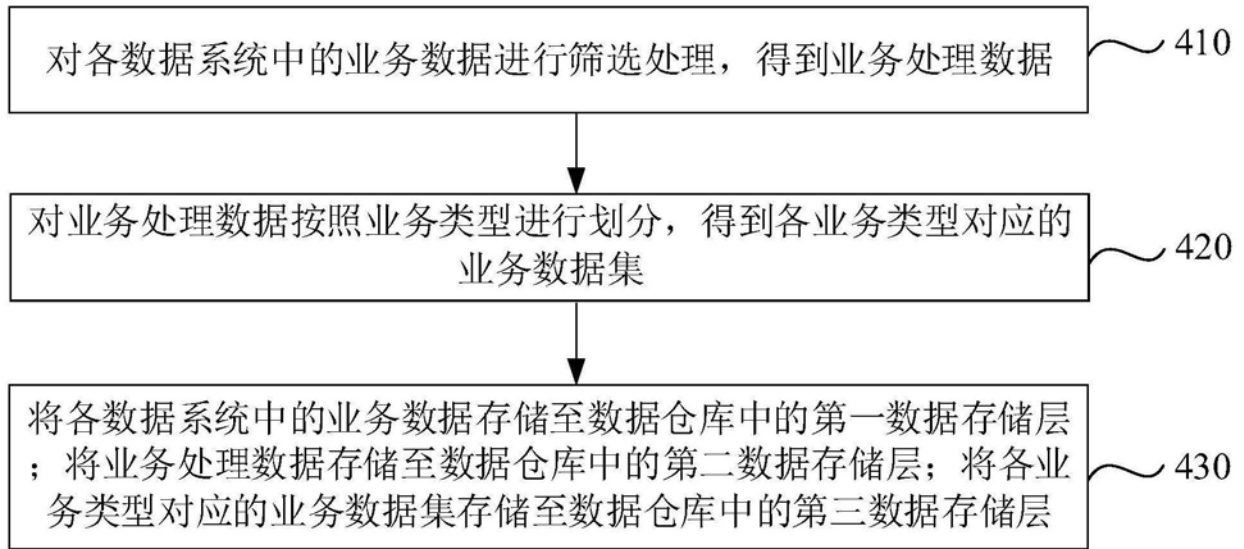 对各数据系统中的业务数据进行筛选处理，得到业务处理数据
410
对业务处理数据按照业务类型进行划分，得到各业务类型对应的
业务数据集
420
将各数据系统中的业务数据存储至数据仓库中的第一数据存储层
；将业务处理数据存储至数据仓库中的第二数据存储层；将各业
务类型对应的业务数据集存储至数据仓库中的第三数据存储层
430